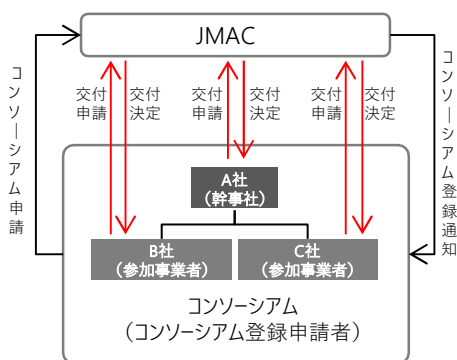 JMAC
コンソーシアム申請
交付
申請
交付
決定
交付
申請
交付
決定
交付
申請
交付
決定
コンソーシアム登録通知
A社
(幹事社)
B社
(参加事業者)
C社
(参加事業者)
コンソーシアム
(コンソーシアム登録申請者)